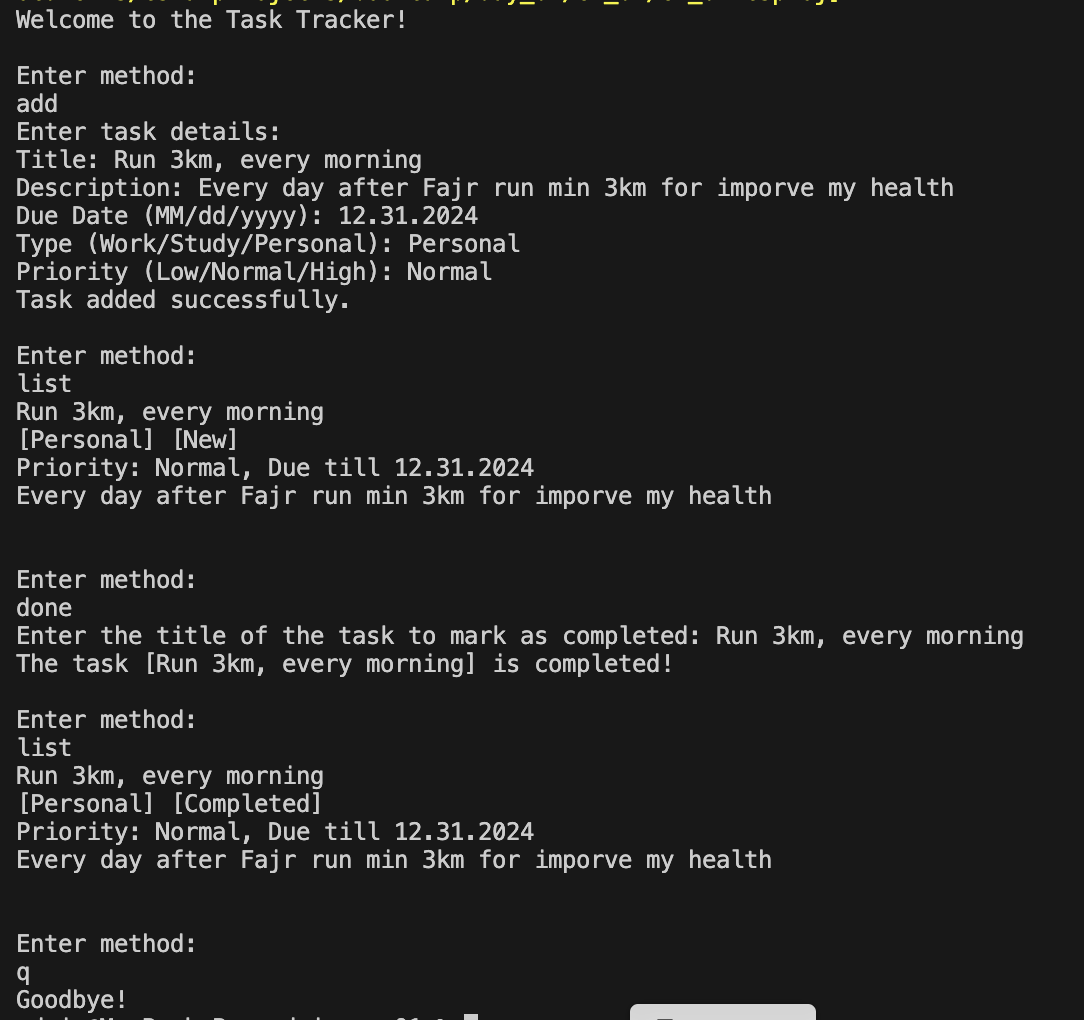 Welcome to the Task Tracker!
Enter method:
add
Enter task details:
Title: Run 3km, every morning
Description: Every day after Fajr run min 3km for imporve my health
Due Date (MM/dd/yyyy): 12.31.2024
Type (Work/Study/Personal): Personal
Priority (Low/Normal/High): Normal
Task added successfully.
Enter method:
list
Run 3km, every morning
[Personal] [New]
Priority: Normal, Due till 12.31.2024
Every day after Fajr run min 3km for imporve my health
Enter method:
done
Enter the title of the task to mark as completed: Run 3km, every morning
The task [Run 3km, every morning] is completed!
Enter method:
list
Run 3km, every morning
[Personal] [Completed]
Priority: Normal, Due till 12.31.2024
Every day after Fajr run min 3km for imporve my health
Enter method:
q
Goodbye!